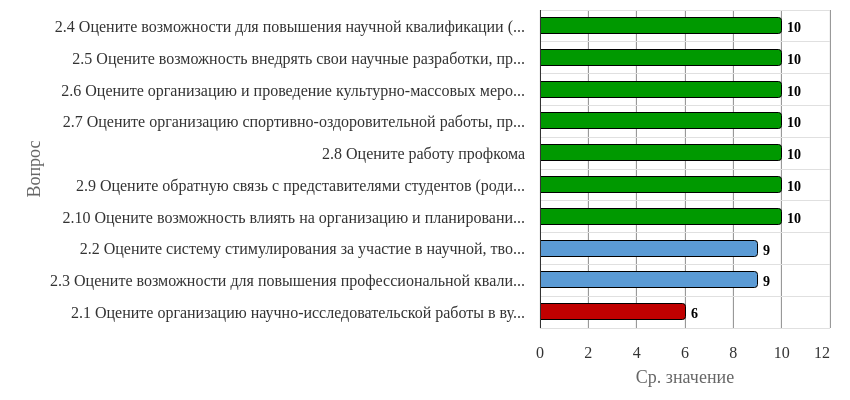 2.4 Оцените возможности для повышения научной квалификации (... 10
2.5 Оцените возможность внедрять свои научные разработки, пр... 10
2.6 Оцените организацию и проведение культурно-массовых меро... 10
2.7 Оцените организацию спортивно-оздоровительной работы, пр... 10
2.8 Оцените работу профкома 10
2.9 Оцените обратную связь с представителями студентов (роди... 10
2.10 Оцените возможность влиять на организацию и планировани... 10
2.2 Оцените систему стимулирования за участие в научной, тво... 9
2.3 Оцените возможности для повышения профессиональной квали... 9
2.1 Оцените организацию научно-исследовательской работы в ву... 6
Вопрос
0 2 4 6 8 10 12
Ср. значение